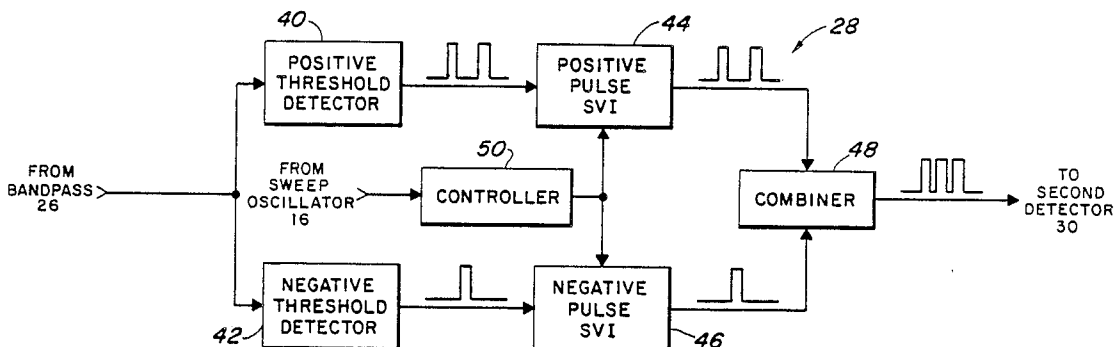 40
POSITIVE
THRESHOLD
DETECTOR
44
POSITIVE
PULSE
SVI
28
FROM
BANDPASS
26
FROM
SWEEP
OSCILLATOR
16
50
CONTROLLER
48
COMBINER
TO
SECOND
DETECTOR
30
42
NEGATIVE
THRESHOLD
DETECTOR
NEGATIVE
PULSE
SVI
46